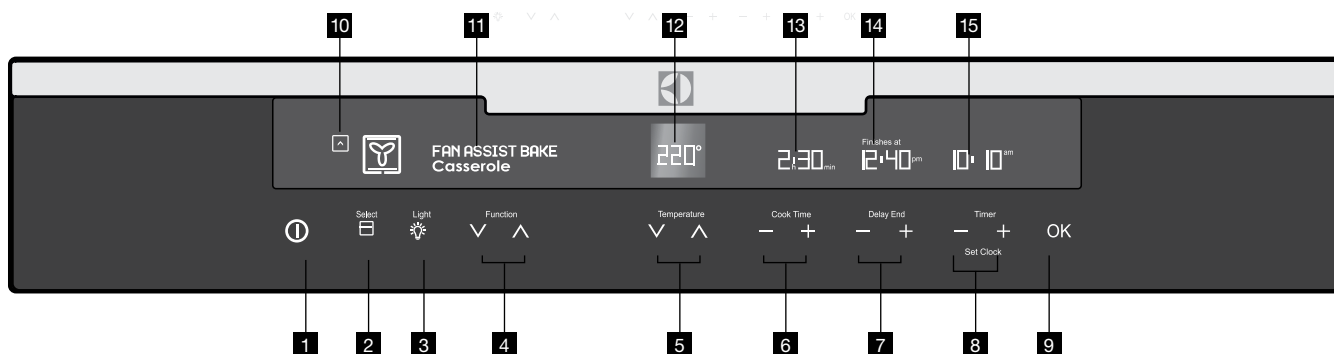 10 11 12 13 14 15
FAN ASSIST BAKE
Casserole
220°
2h30min
Finishes at
12:40pm
10:10am
Select
Light
Function
Temperature
Cook Time
Delay End
Timer
OK
Set Clock
1 2 3 4 5 6 7 8 9